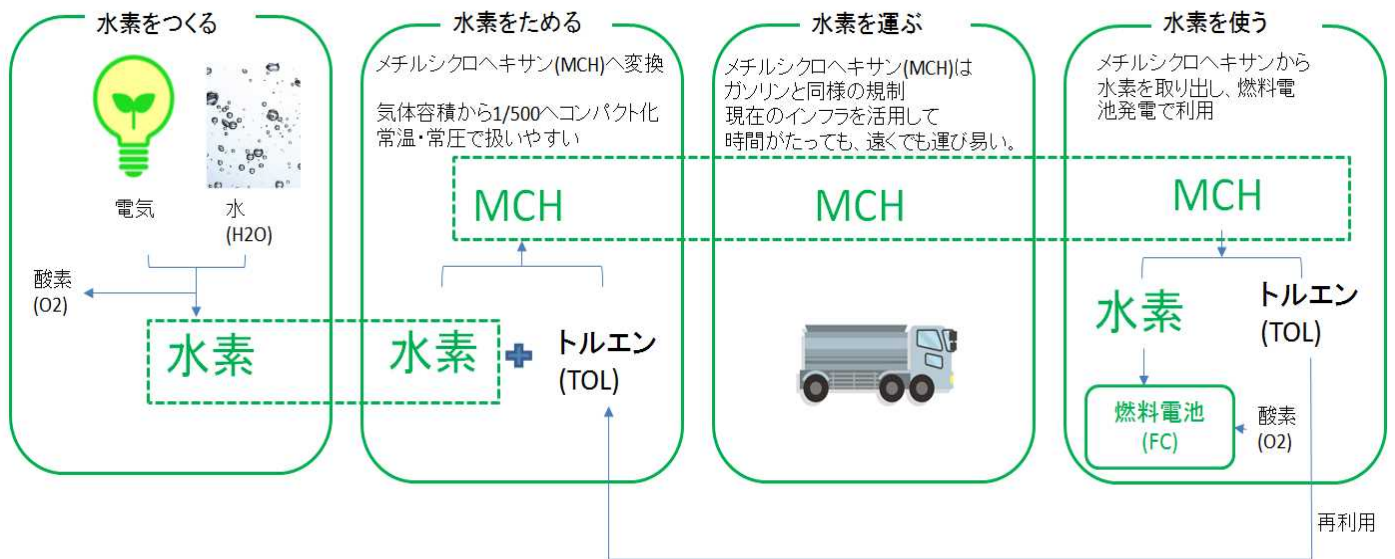 水素をつくる
電気
水
(H2O)
酸素
(O2)
水素
水素をためる
メチルシクロヘキサン(MCH)へ変換
気体容積から1/500へコンパクト化
常温・常圧で扱いやすい
MCH
水素
トルエン
(TOL)
水素を運ぶ
メチルシクロヘキサン(MCH)は
ガソリンと同様の規制
現在のインフラを活用して
時間がたっても、遠くでも運び易い。
MCH
水素を使う
メチルシクロヘキサンから
水素を取り出し、燃料電
池発電で利用
MCH
水素
トルエン
(TOL)
燃料電池
(FC)
酸素
(O2)
再利用